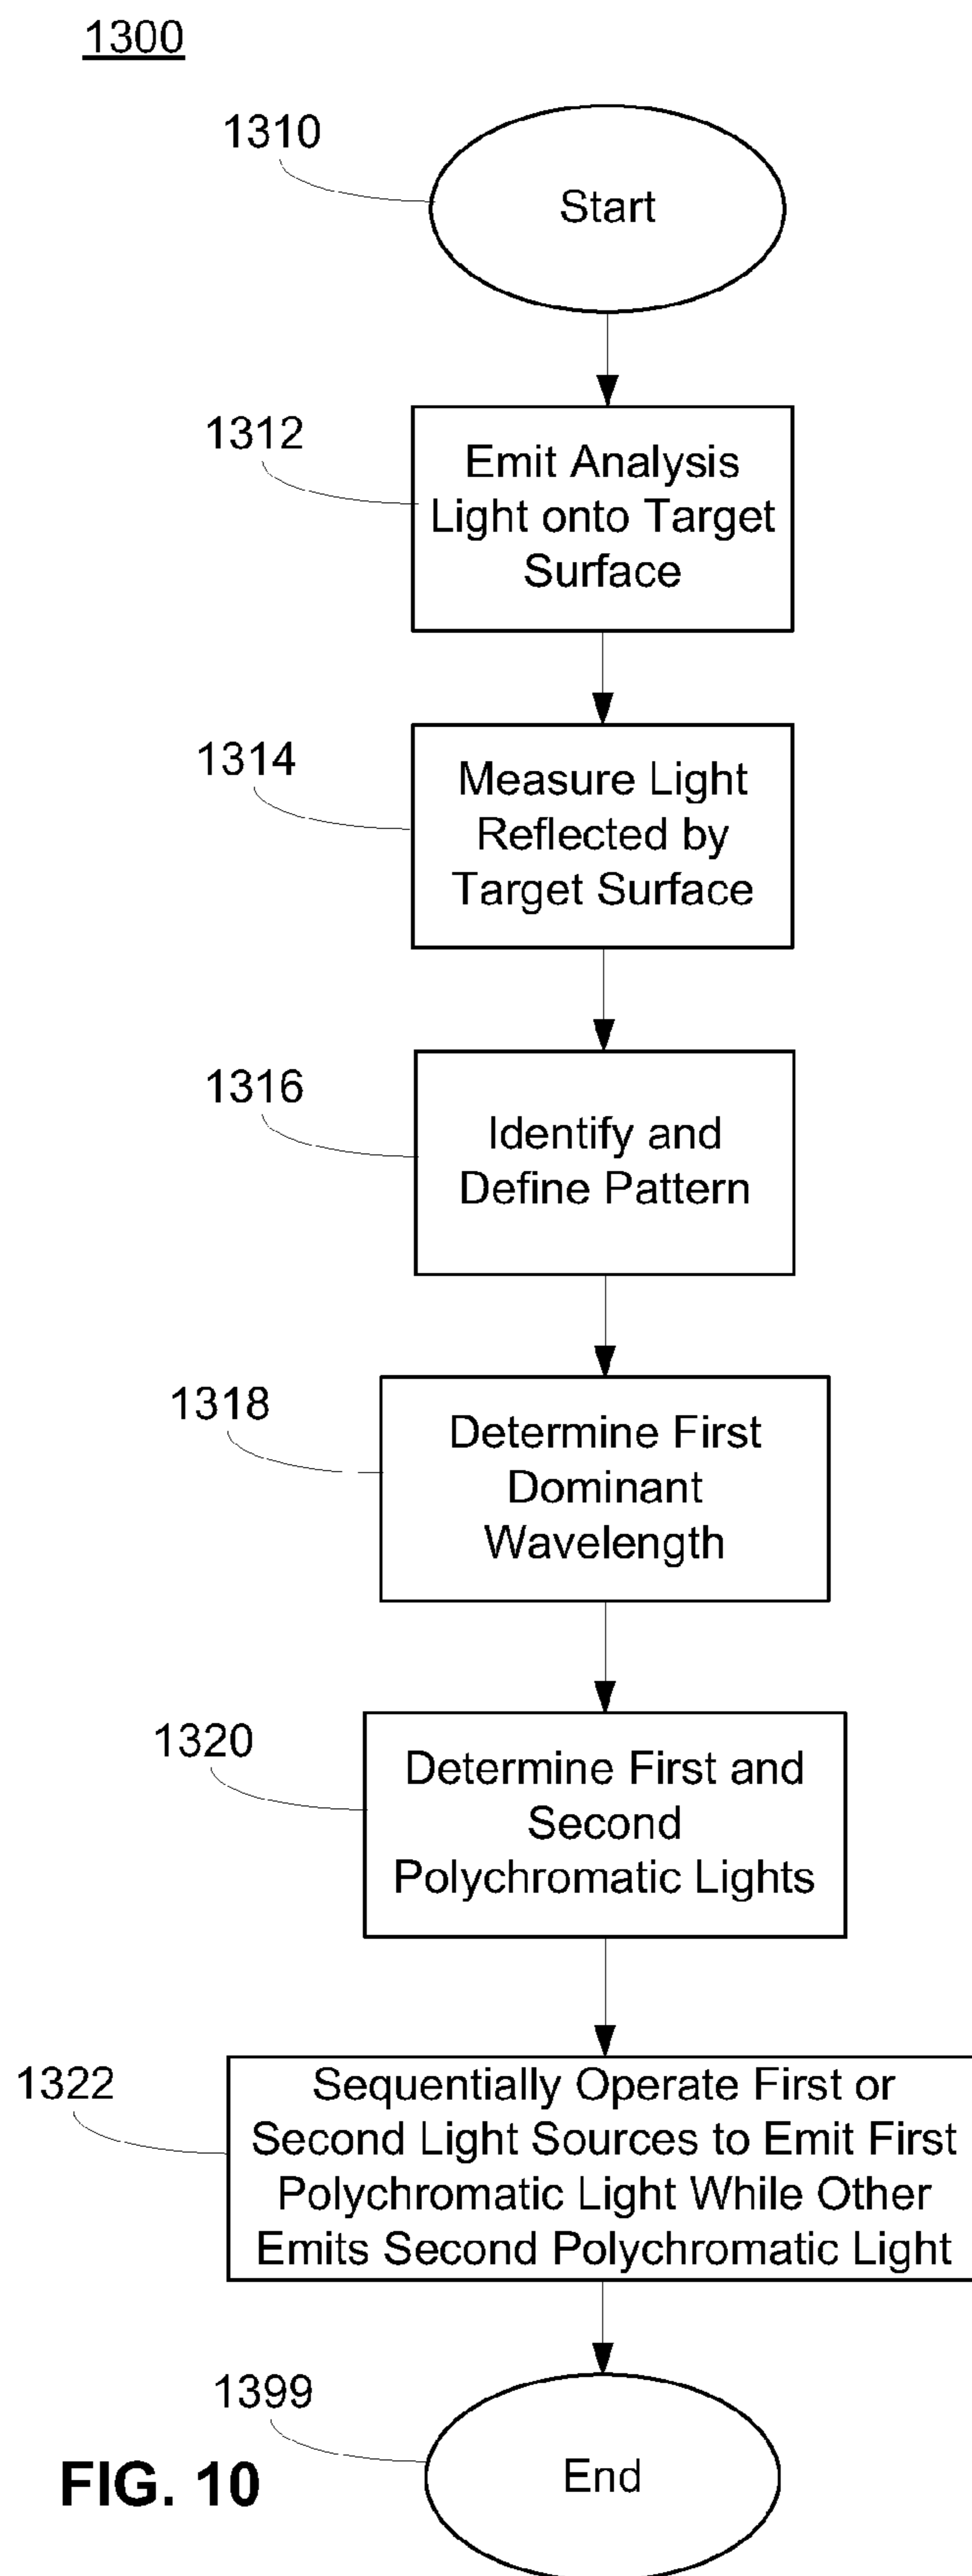 1300
1310
Start
1312
Emit Analysis
Light onto Target
Surface
1314
Measure Light
Reflected by
Target Surface
1316
Identify and
Define Pattern
1318
Determine First
Dominant
Wavelength
1320
Determine First and
Second
Polychromatic Lights
1322
Sequentially Operate First or
Second Light Sources to Emit First
Polychromatic Light While Other
Emits Second Polychromatic Light
1399
End
FIG. 10